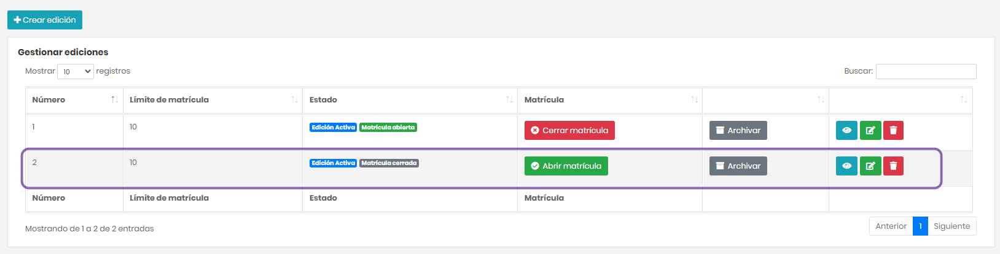 Crear edición
Gestionar ediciones
Mostrar 10 registros
Buscar:
Número Límite de matrícula Estado Matrícula
1 10 Edición Activa Matrícula abierta Cerrar matrícula Archivar
2 10 Edición Activa Matrícula cerrada Abrir matrícula Archivar
Número Límite de matrícula Estado Matrícula
Mostrando de 1 a 2 de 2 entradas
Anterior 1 Siguiente